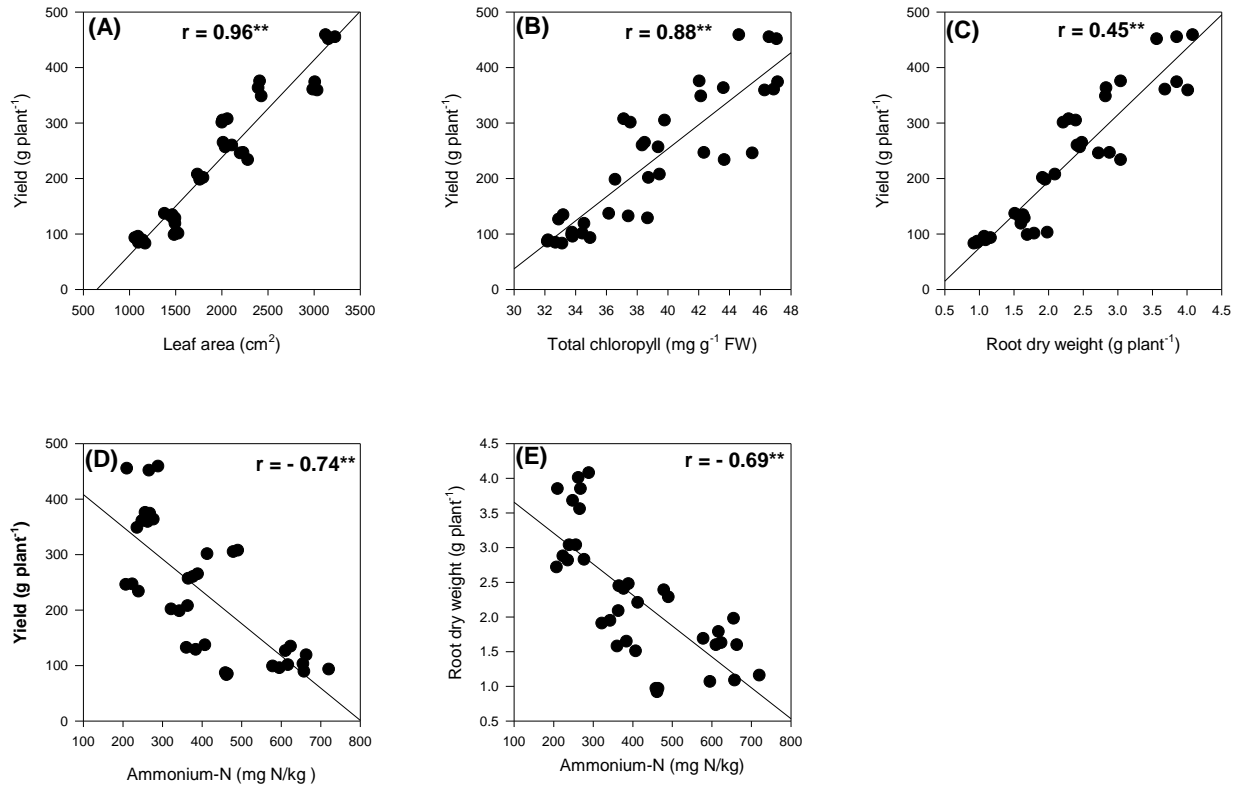 (A)
r = 0.96**
Yield (g plant⁻¹)
500
400
300
200
100
0
500 1000 1500 2000 2500 3000 3500
Leaf area (cm²)
(B)
r = 0.88**
Yield (g plant⁻¹)
500
400
300
200
100
0
30 32 34 36 38 40 42 44 46 48
Total chloropyll (mg g⁻¹ FW)
(C)
r = 0.45**
Yield (g plant⁻¹)
500
400
300
200
100
0
0.5 1.0 1.5 2.0 2.5 3.0 3.5 4.0 4.5
Root dry weight (g plant⁻¹)
(D)
r = - 0.74**
Yield (g plant⁻¹)
500
400
300
200
100
0
100 200 300 400 500 600 700 800
Ammonium-N (mg N/kg )
(E)
r = - 0.69**
Root dry weight (g plant⁻¹)
4.5
4.0
3.5
3.0
2.5
2.0
1.5
1.0
0.5
100 200 300 400 500 600 700 800
Ammonium-N (mg N/kg)